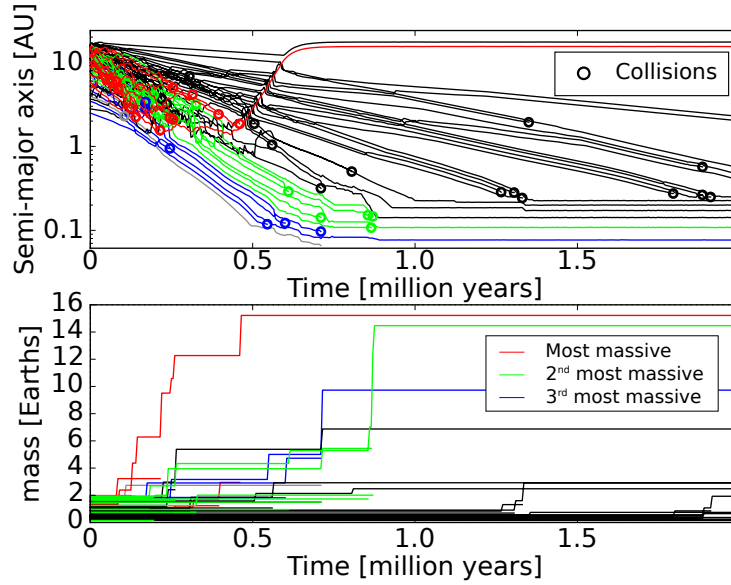 Semi-major axis [AU]
10
1
0.1
Collisions
0
0.5
1.0
1.5
Time [million years]
mass [Earths]
16
14
12
10
8
6
4
2
0
Most massive
2nd most massive
3rd most massive
0
0.5
1.0
1.5
Time [million years]